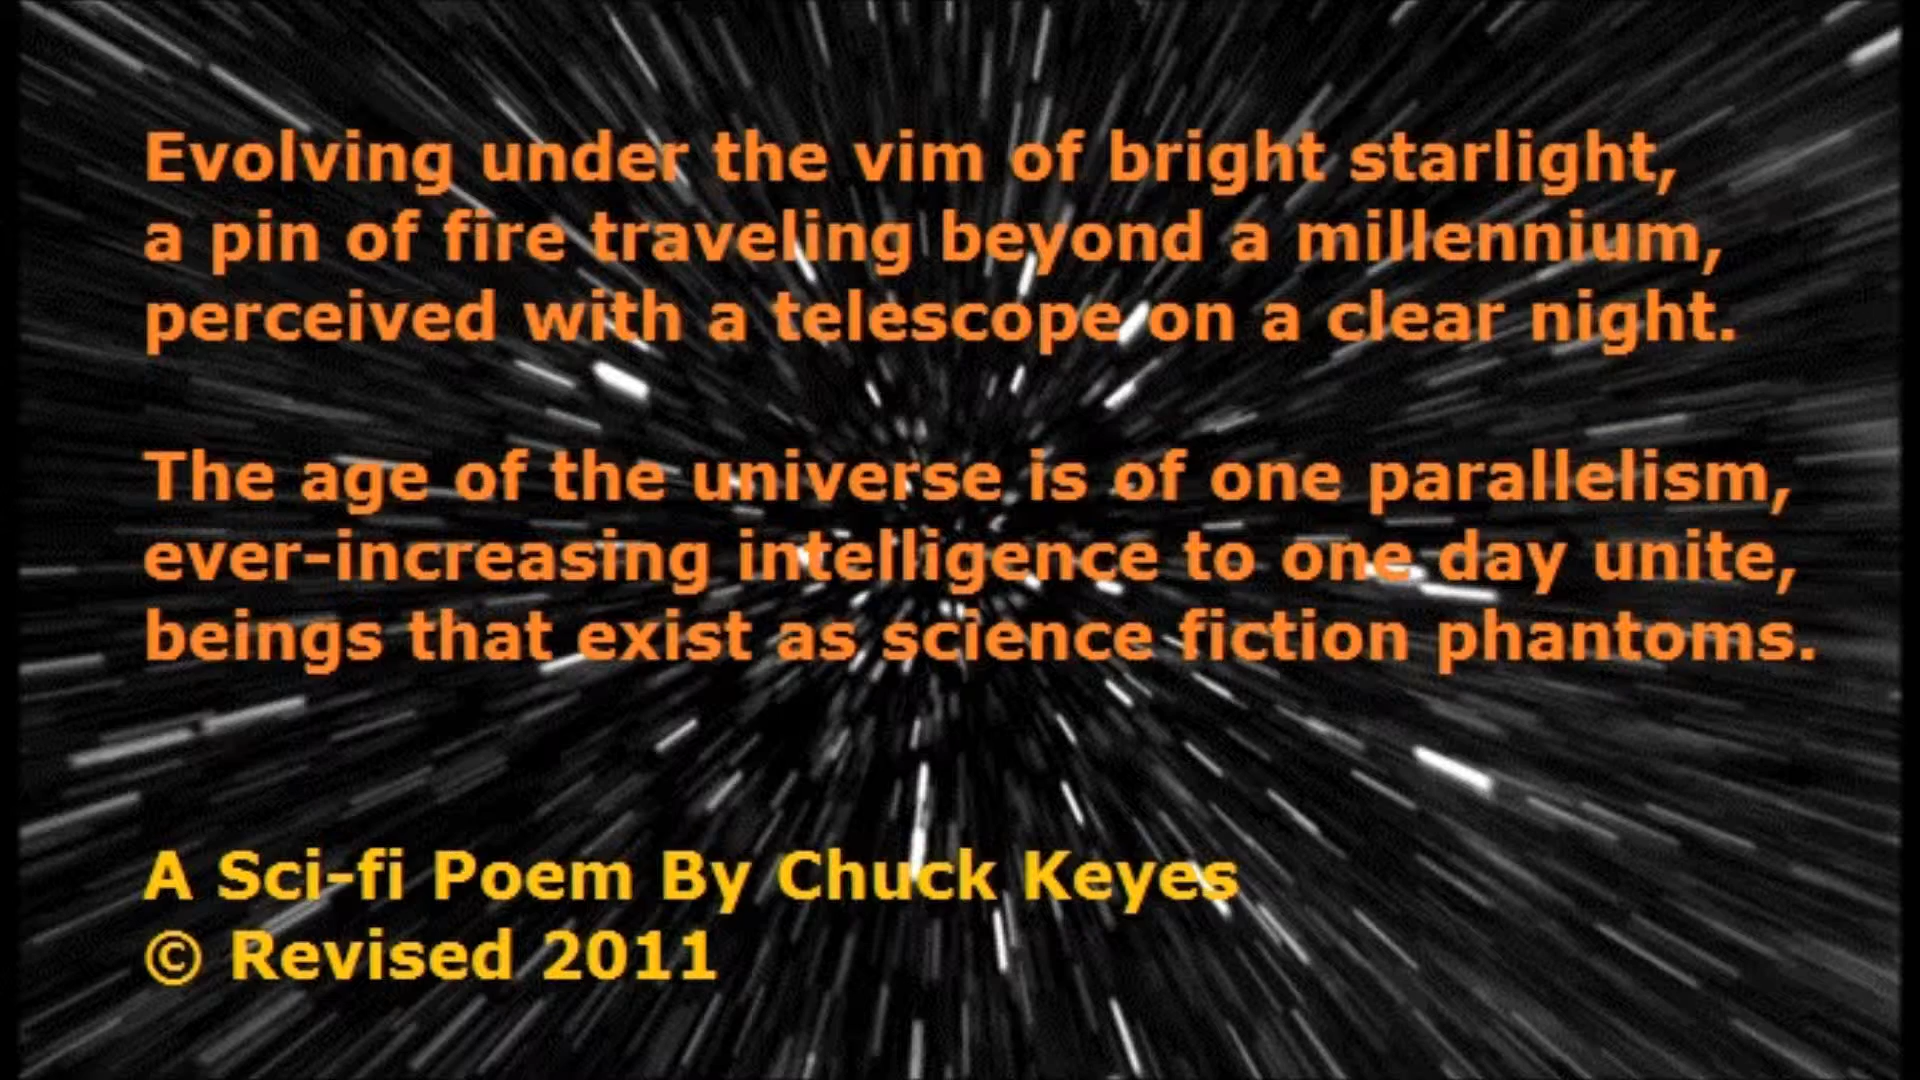 Evolving under the vim of bright starlight,
a pin of fire traveling beyond a millennium,
perceived with a telescope on a clear night.
The age of the universe is of one parallelism,
ever-increasing intelligence to one day unite,
beings that exist as science fiction phantoms.
A Sci-fi Poem By Chuck Keyes
© Revised 2011